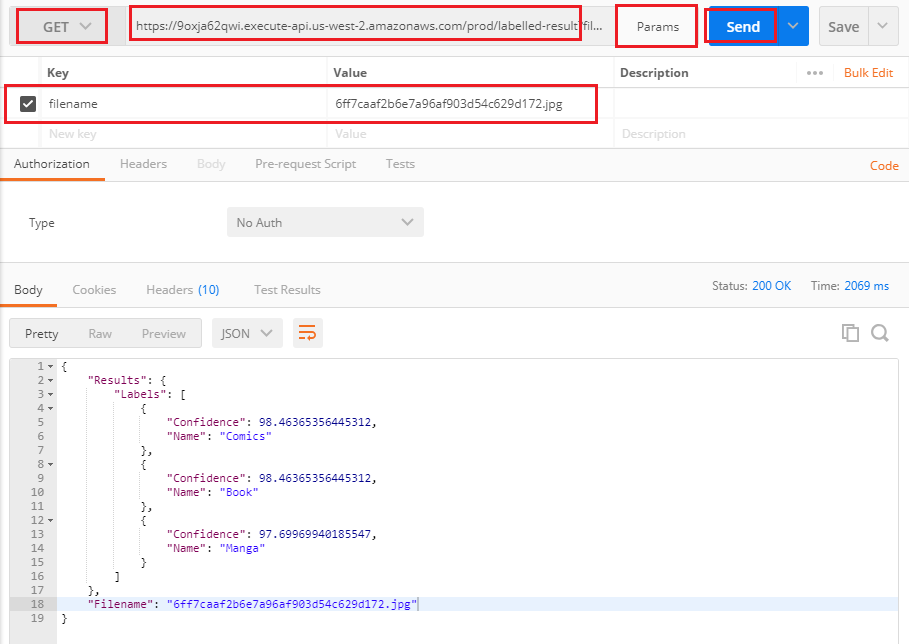 GET https://9oxja62qwi.execute-api.us-west-2.amazonaws.com/prod/labelled-result?fil... Params Send Save
Key Value Description ••• Bulk Edit
filename 6ff7caaf2b6e7a96af903d54c629d172.jpg
New key Value Description
Authorization Headers Body Pre-request Script Tests Code
Type No Auth
Body Cookies Headers (10) Test Results Status: 200 OK Time: 2069 ms
Pretty Raw Preview JSON
1 {
2 "Results": {
3 "Labels": [
4 {
5 "Confidence": 98.46365356445312,
6 "Name": "Comics"
7 },
8 {
9 "Confidence": 98.46365356445312,
10 "Name": "Book"
11 },
12 {
13 "Confidence": 97.69969940185547,
14 "Name": "Manga"
15 }
16 ]
17 },
18 "Filename": "6ff7caaf2b6e7a96af903d54c629d172.jpg"
19 }